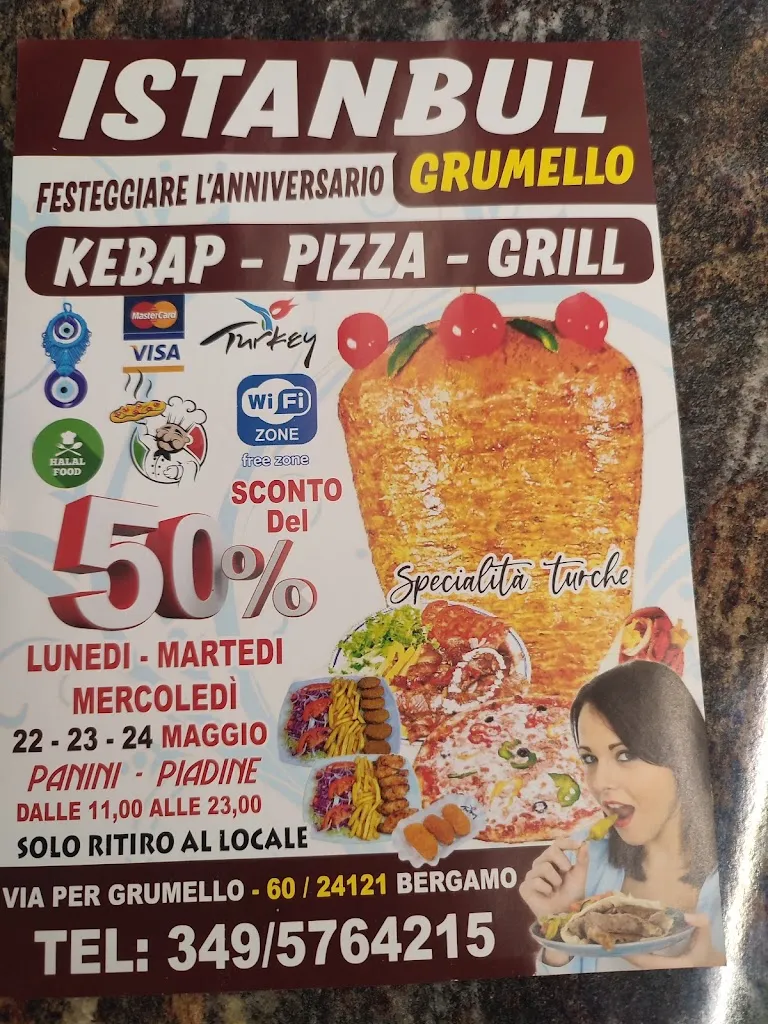 ISTANBUL
FESTEGGIARE L'ANNIVERSARIO
GRUMELLO
KEBAP - PIZZA - GRILL
MasterCard
VISA
Turkey
Wi Fi
ZONE
free zone
HALAL
FOOD
SCONTO
Del
50%
Specialità turche
LUNEDI - MARTEDI
MERCOLEDÌ
22 - 23 - 24 MAGGIO
PANINI - PIADINE
DALLE 11,00 ALLE 23,00
SOLO RITIRO AL LOCALE
VIA PER GRUMELLO - 60 / 24121 BERGAMO
TEL: 349/5764215